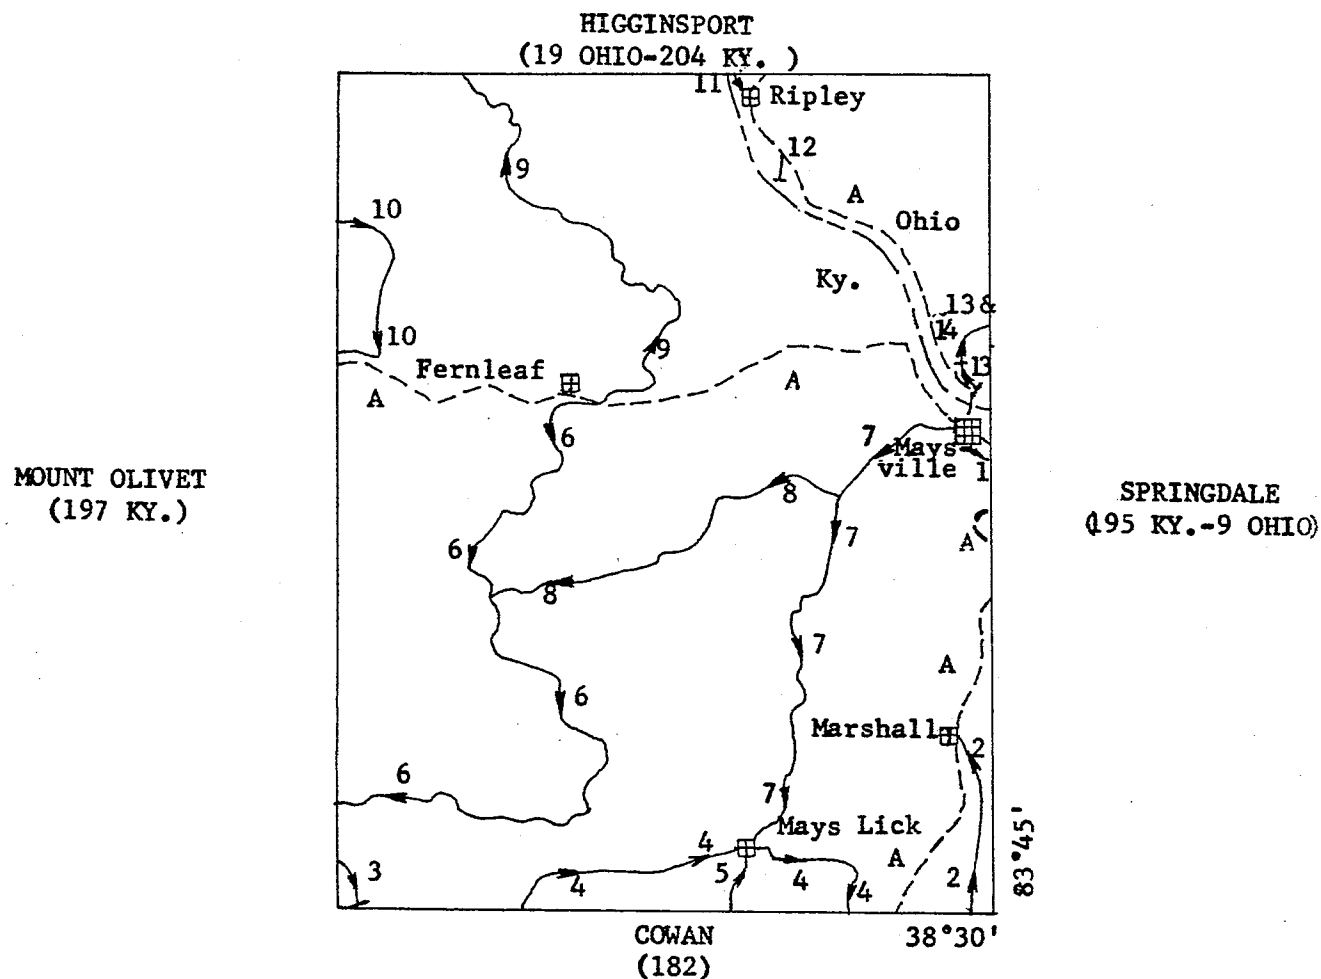 HIGGINSPORT
(19 OHIO-204 KY. )
11
Ripley
12
9
A
10
Ohio
Ky.
13 &
14
10
9
13
Fernleaf
A
A
6
7
Mays
ville 1
MOUNT OLIVET
(197 KY.)
8
SPRINGDALE
(195 KY.-9 OHIO)
7
A
6
8
7
A
6
Marshall
2
6
7
Mays Lick
83°45'
4
A
3
4
5
4
4
2
COWAN
(182)
38°30'